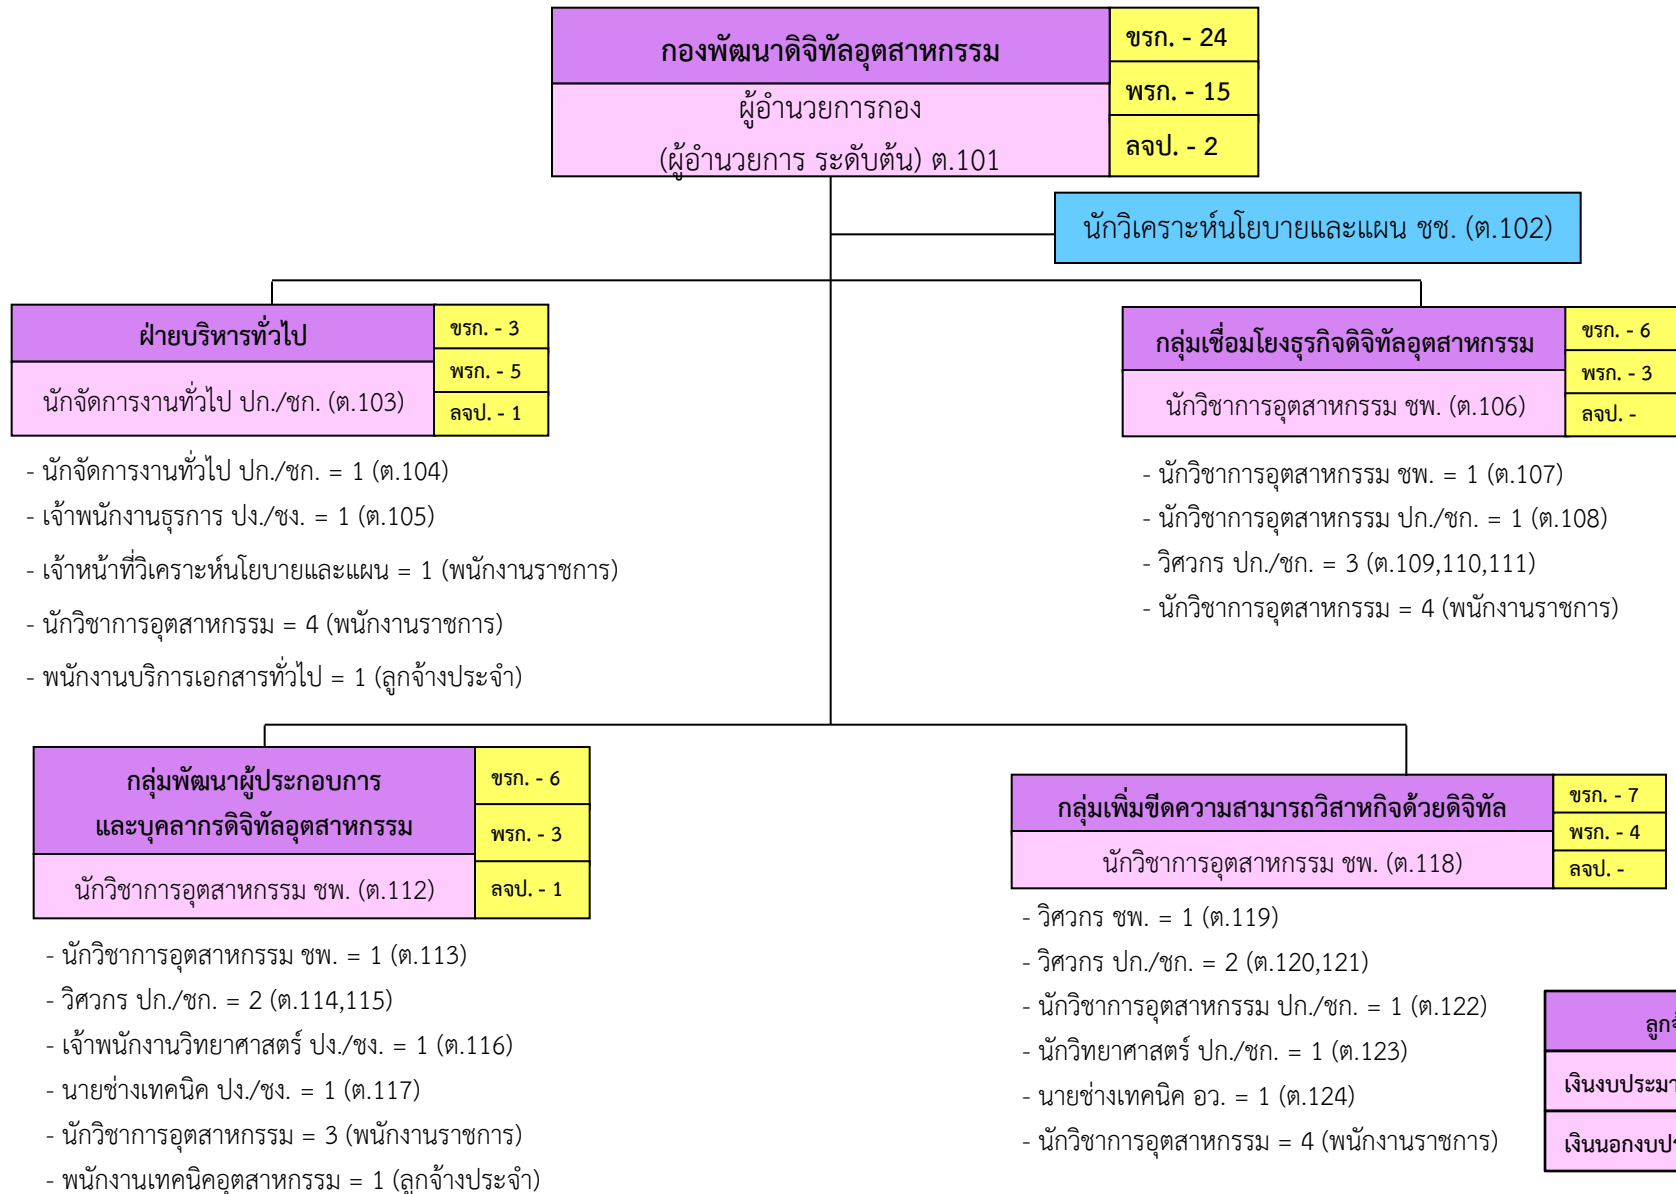 กองพัฒนาดิจิทัลอุตสาหกรรม
ผู้อำนวยการกอง
(ผู้อำนวยการ ระดับต้น) ต.101
ขรก. - 24
พรก. - 15
ลจป. - 2
นักวิเคราะห์นโยบายและแผน ชช. (ต.102)
ฝ่ายบริหารทั่วไป
นักจัดการงานทั่วไป ปก./ชก. (ต.103)
ขรก. - 3
พรก. - 5
ลจป. - 1
- นักจัดการงานทั่วไป ปก./ชก. = 1 (ต.104)
- เจ้าพนักงานธุรการ ปง./ชง. = 1 (ต.105)
- เจ้าหน้าที่วิเคราะห์นโยบายและแผน = 1 (พนักงานราชการ)
- นักวิชาการอุตสาหกรรม = 4 (พนักงานราชการ)
- พนักงานบริการเอกสารทั่วไป = 1 (ลูกจ้างประจำ)
กลุ่มเชื่อมโยงธุรกิจดิจิทัลอุตสาหกรรม
นักวิชาการอุตสาหกรรม ชพ. (ต.106)
ขรก. - 6
พรก. - 3
ลจป. -
- นักวิชาการอุตสาหกรรม ชพ. = 1 (ต.107)
- นักวิชาการอุตสาหกรรม ปก./ชก. = 1 (ต.108)
- วิศวกร ปก./ชก. = 3 (ต.109,110,111)
- นักวิชาการอุตสาหกรรม = 4 (พนักงานราชการ)
กลุ่มพัฒนาผู้ประกอบการ
และบุคลากรดิจิทัลอุตสาหกรรม
นักวิชาการอุตสาหกรรม ชพ. (ต.112)
ขรก. - 6
พรก. - 3
ลจป. - 1
- นักวิชาการอุตสาหกรรม ชพ. = 1 (ต.113)
- วิศวกร ปก./ชก. = 2 (ต.114,115)
- เจ้าพนักงานวิทยาศาสตร์ ปง./ชง. = 1 (ต.116)
- นายช่างเทคนิค ปง./ชง. = 1 (ต.117)
- นักวิชาการอุตสาหกรรม = 3 (พนักงานราชการ)
- พนักงานเทคนิคอุตสาหกรรม = 1 (ลูกจ้างประจำ)
กลุ่มเพิ่มขีดความสามารถวิสาหกิจด้วยดิจิทัล
นักวิชาการอุตสาหกรรม ชพ. (ต.118)
ขรก. - 7
พรก. - 4
ลจป. -
- วิศวกร ชพ. = 1 (ต.119)
- วิศวกร ปก./ชก. = 2 (ต.120,121)
- นักวิชาการอุตสาหกรรม ปก./ชก. = 1 (ต.122)
- นักวิทยาศาสตร์ ปก./ชก. = 1 (ต.123)
- นายช่างเทคนิค อว. = 1 (ต.124)
- นักวิชาการอุตสาหกรรม = 4 (พนักงานราชการ)